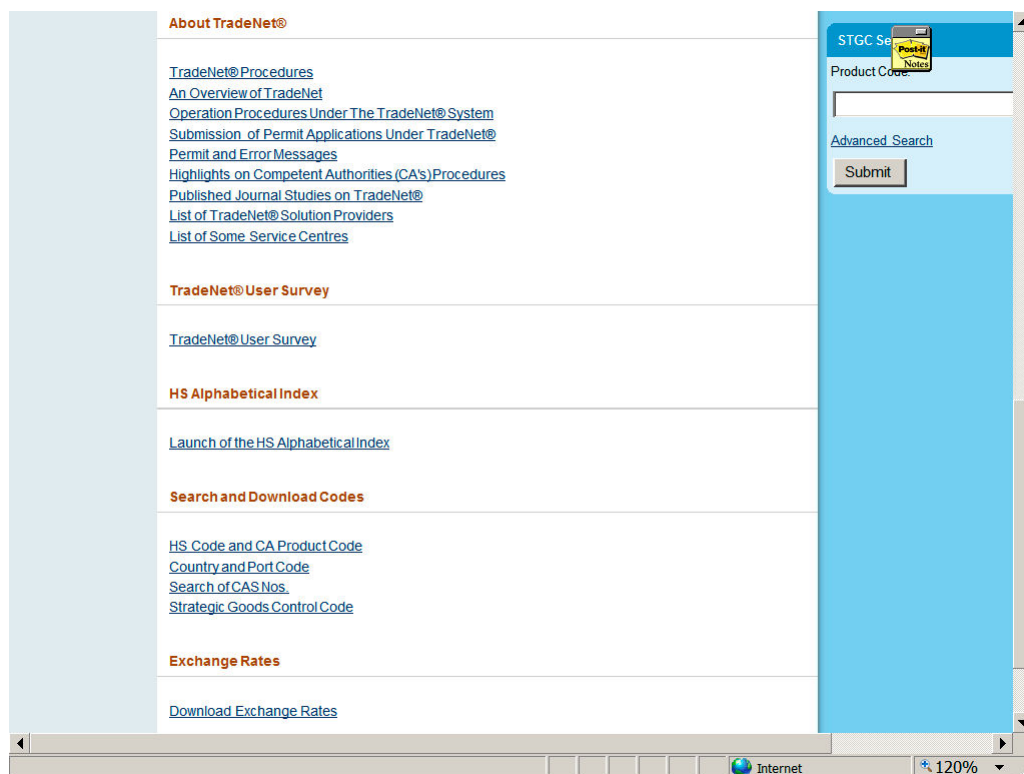 About TradeNet®
TradeNet® Procedures
An Overview of TradeNet
Operation Procedures Under The TradeNet® System
Submission of Permit Applications Under TradeNet®
Permit and Error Messages
Highlights on Competent Authorities (CA's) Procedures
Published Journal Studies on TradeNet®
List of TradeNet® Solution Providers
List of Some Service Centres
TradeNet® User Survey
TradeNet® User Survey
HS Alphabetical Index
Launch of the HS Alphabetical Index
Search and Download Codes
HS Code and CA Product Code
Country and Port Code
Search of CAS Nos.
Strategic Goods Control Code
Exchange Rates
Download Exchange Rates
STGC
Post-it
Notes
Product Code:
Advanced Search
Submit
Internet
120%